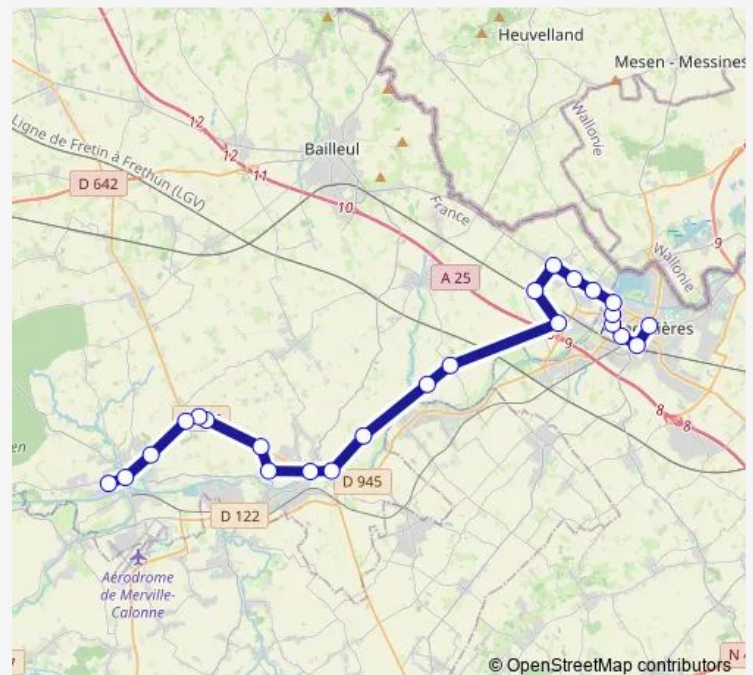 Heuvelland
Mesen - Messines
12
12
11
Wallonie
Ligne de Fretin à Frethun (LGV)
Bailleul
D 642
10
France
9
Wallonie
A 25
9
8
8
D 945
D 122
Aérodrome
de Merville-
Calonne
© OpenStreetMap contributors